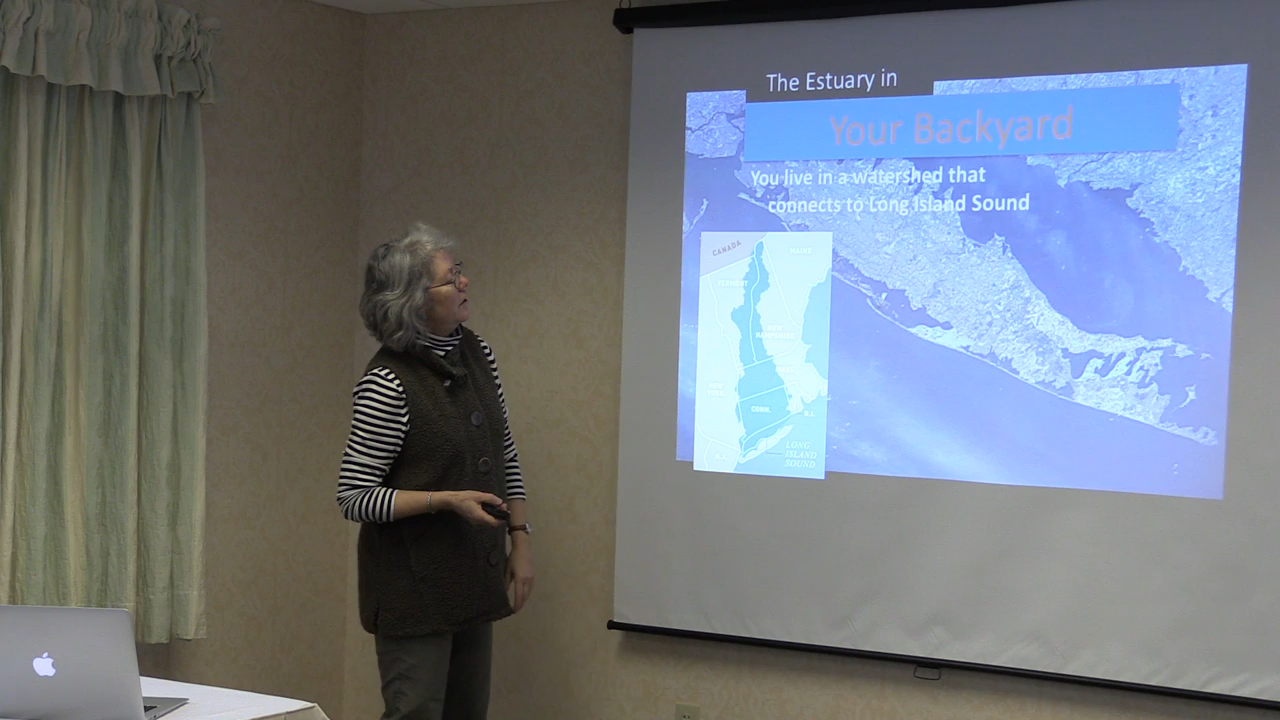 The Estuary in
Your Backyard
You live in a watershed that
connects to Long Island Sound
CANADA
MAINE
VERMONT
NEW
HAMPSHIRE
NEW
YORK
CONN.
R.I.
LONG
ISLAND
SOUND